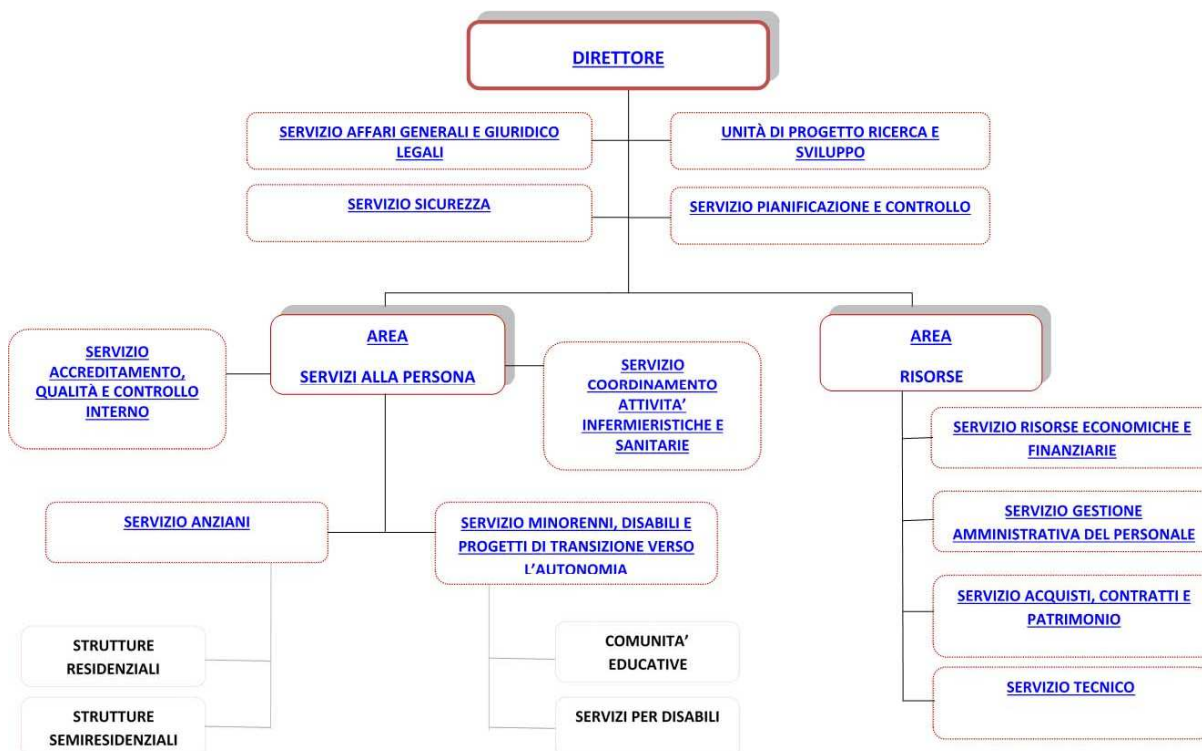 DIRETTORE
SERVIZIO AFFARI GENERALI E GIURIDICO
LEGALI
UNITÀ DI PROGETTO RICERCA E
SVILUPPO
SERVIZIO SICUREZZA
SERVIZIO PIANIFICAZIONE E CONTROLLO
AREA
SERVIZI ALLA PERSONA
AREA
RISORSE
SERVIZIO
ACCREDITAMENTO,
QUALITÀ E CONTROLLO
INTERNO
SERVIZIO
COORDINAMENTO
ATTIVITA’
INFERMIERISTICHE E
SANITARIE
SERVIZIO RISORSE ECONOMICHE E
FINANZIARIE
SERVIZIO ANZIANI
SERVIZIO MINORENNI, DISABILI E
PROGETTI DI TRANSIZIONE VERSO
L’AUTONOMIA
SERVIZIO GESTIONE
AMMINISTRATIVA DEL PERSONALE
SERVIZIO ACQUISTI, CONTRATTI E
PATRIMONIO
STRUTTURE
RESIDENZIALI
COMUNITA’
EDUCATIVE
SERVIZIO TECNICO
STRUTTURE
SEMIRESIDENZIALI
SERVIZI PER DISABILI